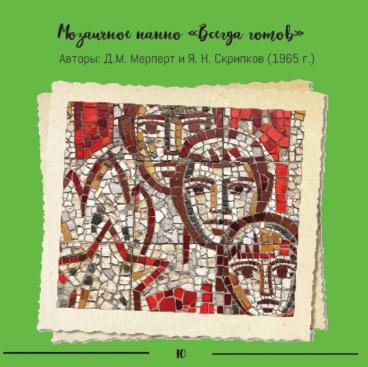 Мозаичное панно «Всегда готов»
Авторы: Д.М. Мерперт и Я. Н. Скрипков (1965 г.)
10